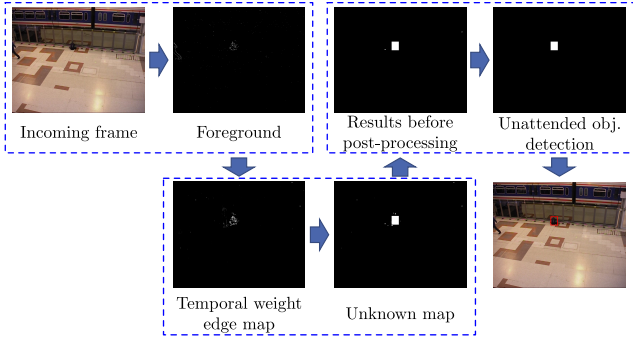 Incoming frame
Foreground
Results before
post-processing
Unattended obj.
detection
Temporal weight
edge map
Unknown map